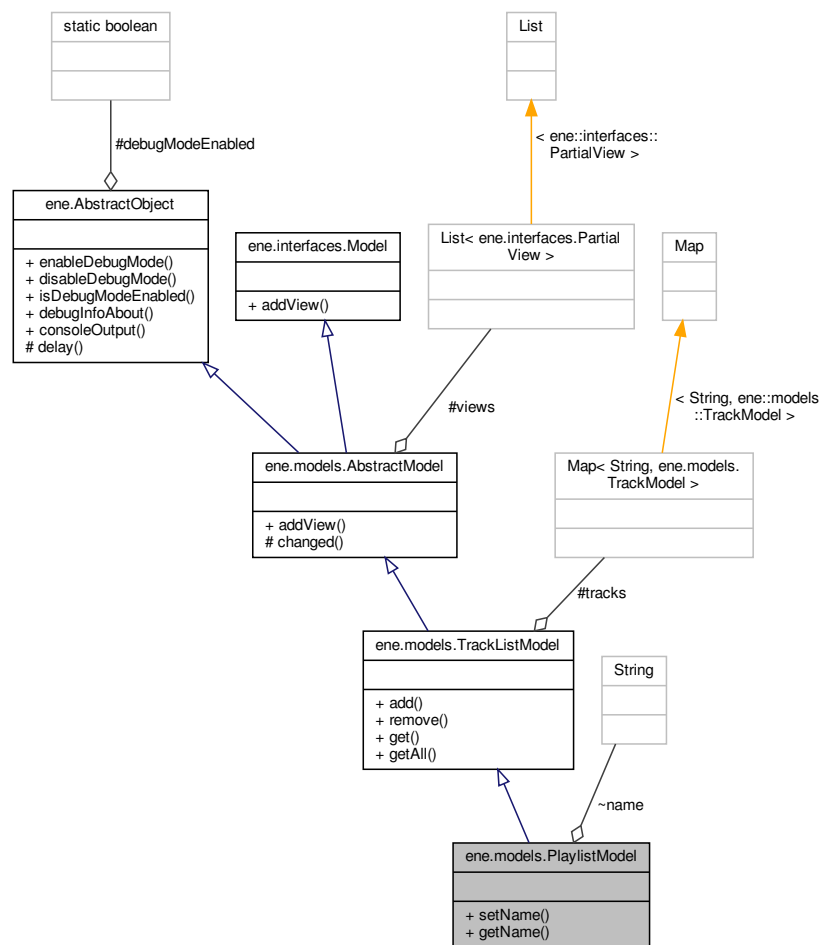 static boolean
List
#debugModeEnabled
< ene::interfaces::
PartialView >
ene.AbstractObject
+ enableDebugMode()
+ disableDebugMode()
+ isDebugModeEnabled()
+ debugInfoAbout()
+ consoleOutput()
# delay()
ene.interfaces.Model
+ addView()
List< ene.interfaces.Partial
View >
Map
#views
< String, ene::models
::TrackModel >
ene.models.AbstractModel
+ addView()
# changed()
Map< String, ene.models.
TrackModel >
#tracks
ene.models.TrackListModel
+ add()
+ remove()
+ get()
+ getAll()
String
~name
ene.models.PlaylistModel
+ setName()
+ getName()